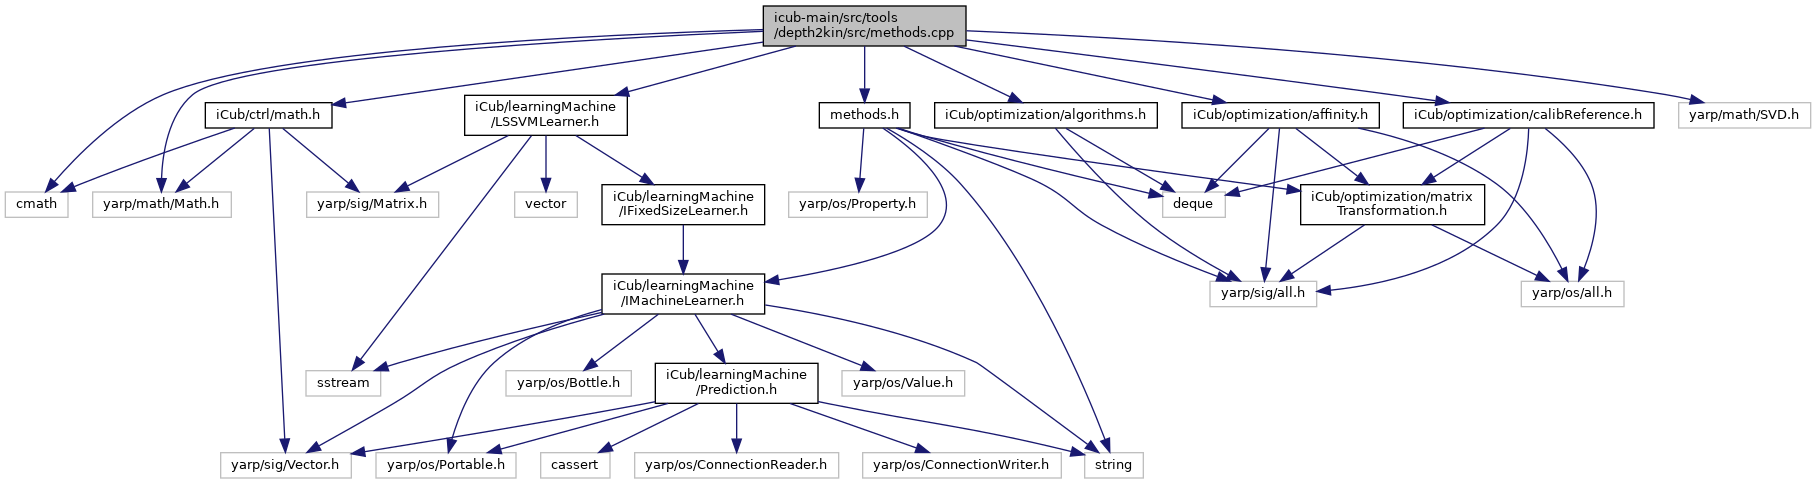 icub-main/src/tools
/depth2kin/src/methods.cpp
iCub/ctrl/math.h
iCub/learningMachine
/LSSVMLearner.h
methods.h
iCub/optimization/algorithms.h
iCub/optimization/affinity.h
iCub/optimization/calibReference.h
yarp/math/SVD.h
cmath
yarp/math/Math.h
yarp/sig/Matrix.h
vector
iCub/learningMachine
/IFixedSizeLearner.h
yarp/os/Property.h
deque
iCub/optimization/matrix
Transformation.h
iCub/learningMachine
/IMachineLearner.h
yarp/sig/all.h
yarp/os/all.h
sstream
yarp/os/Bottle.h
iCub/learningMachine
/Prediction.h
yarp/os/Value.h
yarp/sig/Vector.h
yarp/os/Portable.h
cassert
yarp/os/ConnectionReader.h
yarp/os/ConnectionWriter.h
string